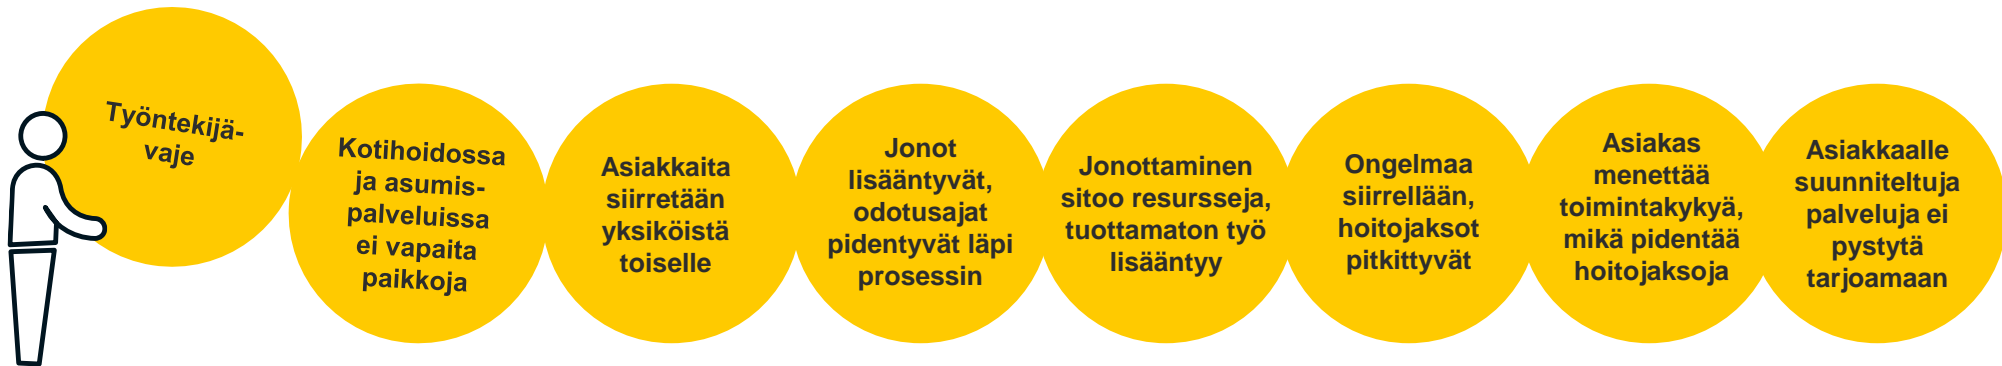 Työntekijä-
vaje
Kotihoidossa
ja asumis-
palveluissa
ei vapaita
paikkoja
Asiakkaita
siirretään
yksiköistä
toiselle
Jonot
lisääntyvät,
odotusajat
pidentyvät läpi
prosessin
Jonottaminen
sitoo resursseja,
tuottamaton työ
lisääntyy
Ongelmaa
siirrellään,
hoitojaksot
pitkittyvät
Asiakas
menettää
toimintakykyä,
mikä pidentää
hoitojaksoja
Asiakkaalle
suunniteltuja
palveluja ei
pystytä
tarjoamaan